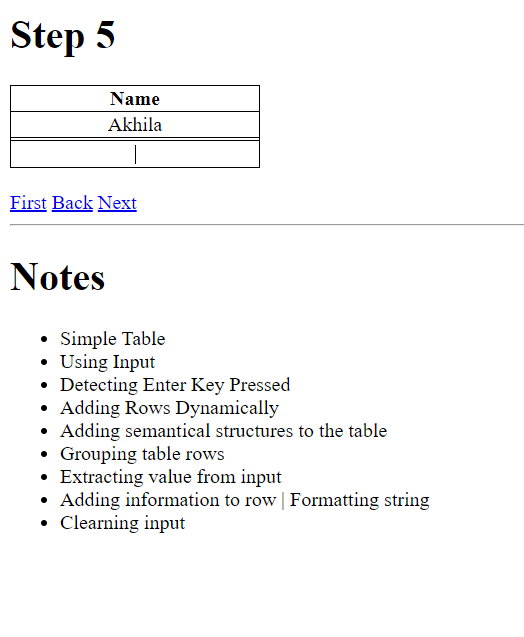 Step 5
Name
Akhila
First Back Next
Notes
Simple Table
Using Input
Detecting Enter Key Pressed
Adding Rows Dynamically
Adding semantical structures to the table
Grouping table rows
Extracting value from input
Adding information to row | Formatting string
Clearning input